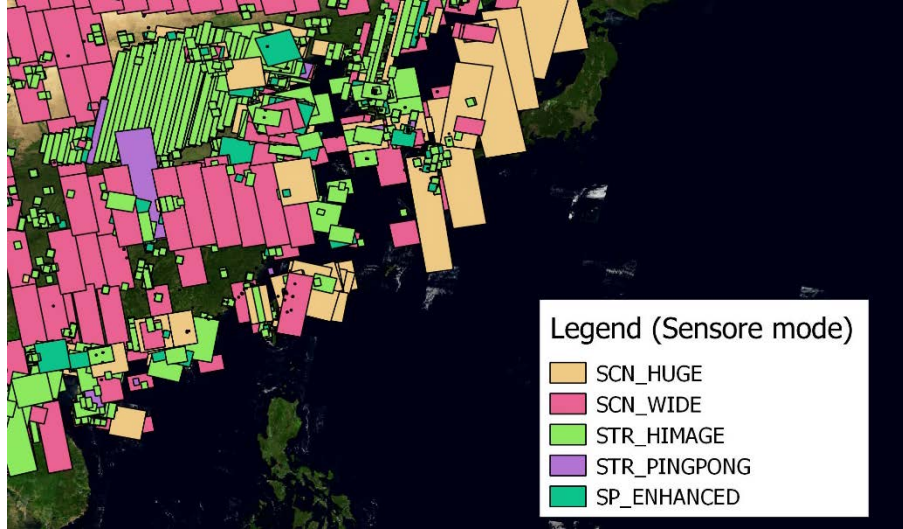 Legend (Sensore mode)
SCN_HUGE
SCN_WIDE
STR_HIMAGE
STR_PINGPONG
SP_ENHANCED